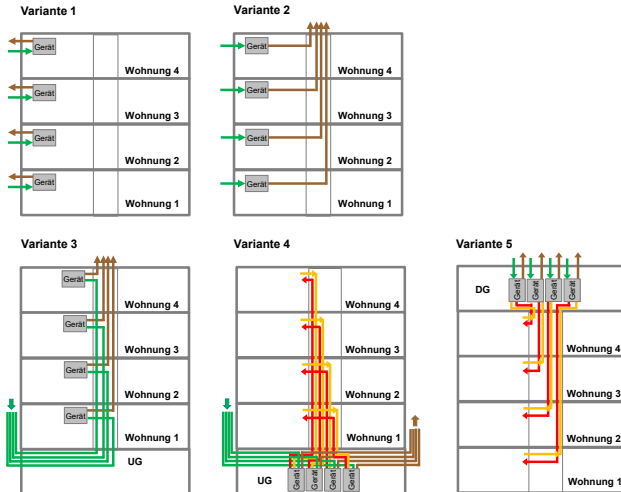 Variante 1
Gerät
Wohnung 4
Gerät
Wohnung 3
Gerät
Wohnung 2
Gerät
Wohnung 1
Variante 2
Gerät
Wohnung 4
Gerät
Wohnung 3
Gerät
Wohnung 2
Gerät
Wohnung 1
Variante 3
Gerät
Wohnung 4
Gerät
Wohnung 3
Gerät
Wohnung 2
Gerät
Wohnung 1
UG
Variante 4
Wohnung 4
Wohnung 3
Wohnung 2
Wohnung 1
UG
Gerät
Gerät
Gerät
Gerät
Variante 5
DG
Gerät
Gerät
Gerät
Gerät
Wohnung 4
Wohnung 3
Wohnung 2
Wohnung 1